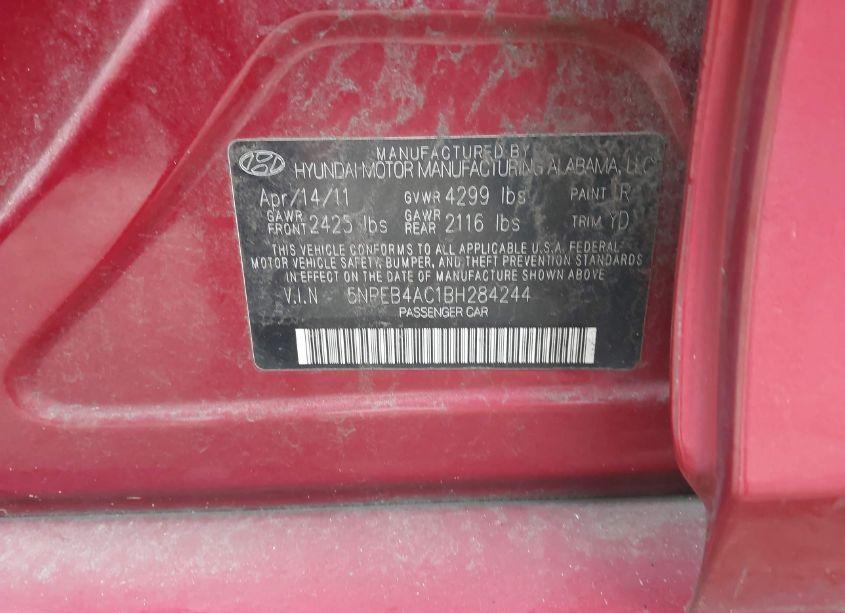 MANUFACTURED BY
HYUNDAI MOTOR MANUFACTURING ALABAMA, LLC
Apr/14/11 GVWR 4299 lbs PAINT R
GAWR FRONT 2425 lbs GAWR REAR 2116 lbs TRIM YD
THIS VEHICLE CONFORMS TO ALL APPLICABLE U.S.A. FEDERAL
MOTOR VEHICLE SAFETY, BUMPER, AND THEFT PREVENTION STANDARDS
IN EFFECT ON THE DATE OF MANUFACTURE SHOWN ABOVE
V.I.N 5NPEB4AC1BH284244
PASSENGER CAR